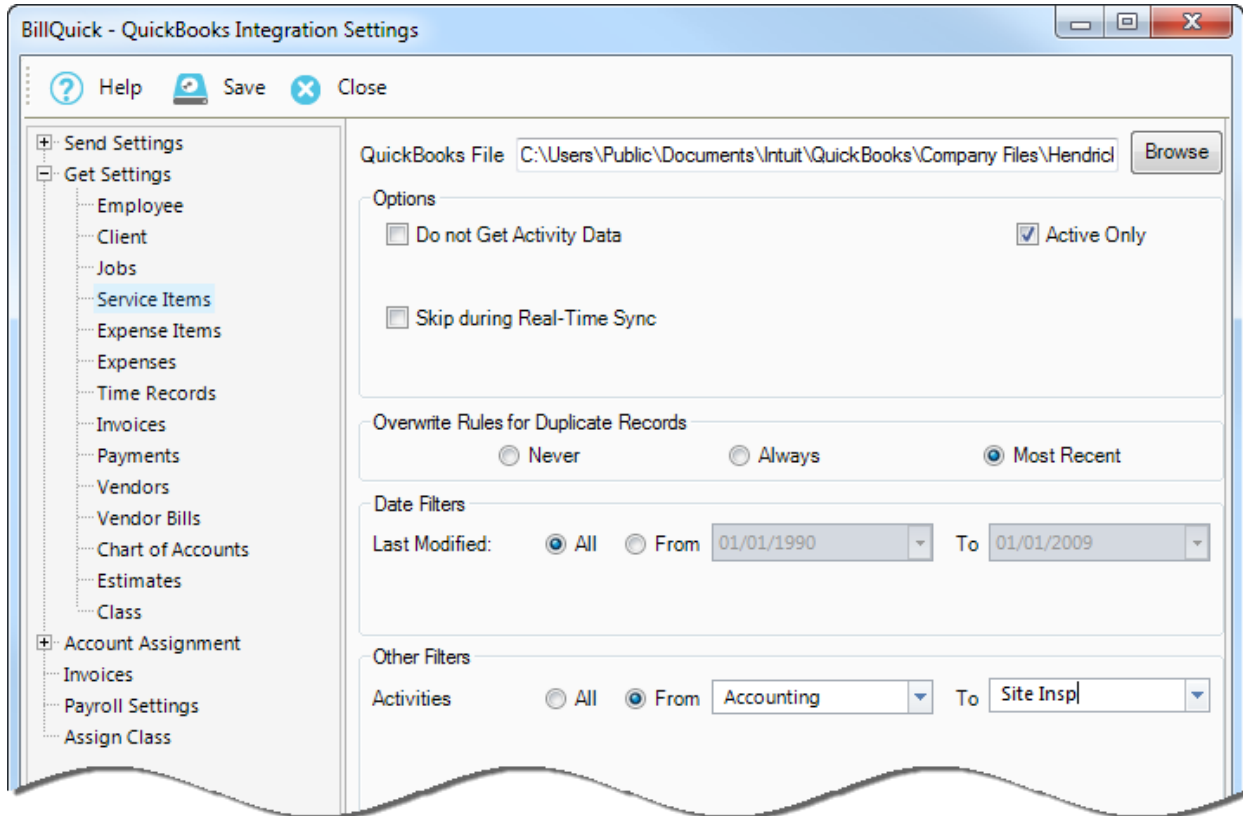 BillQuick - QuickBooks Integration Settings
Help Save Close
Send Settings
Get Settings
Employee
Client
Jobs
Service Items
Expense Items
Expenses
Time Records
Invoices
Payments
Vendors
Vendor Bills
Chart of Accounts
Estimates
Class
Account Assignment
Invoices
Payroll Settings
Assign Class
QuickBooks File C:\Users\Public\Documents\Intuit\QuickBooks\Company Files\Hendricl Browse
Options
Do not Get Activity Data Active Only
Skip during Real-Time Sync
Overwrite Rules for Duplicate Records
Never Always Most Recent
Date Filters
Last Modified: All From 01/01/1990 To 01/01/2009
Other Filters
Activities All From Accounting To Site Insp